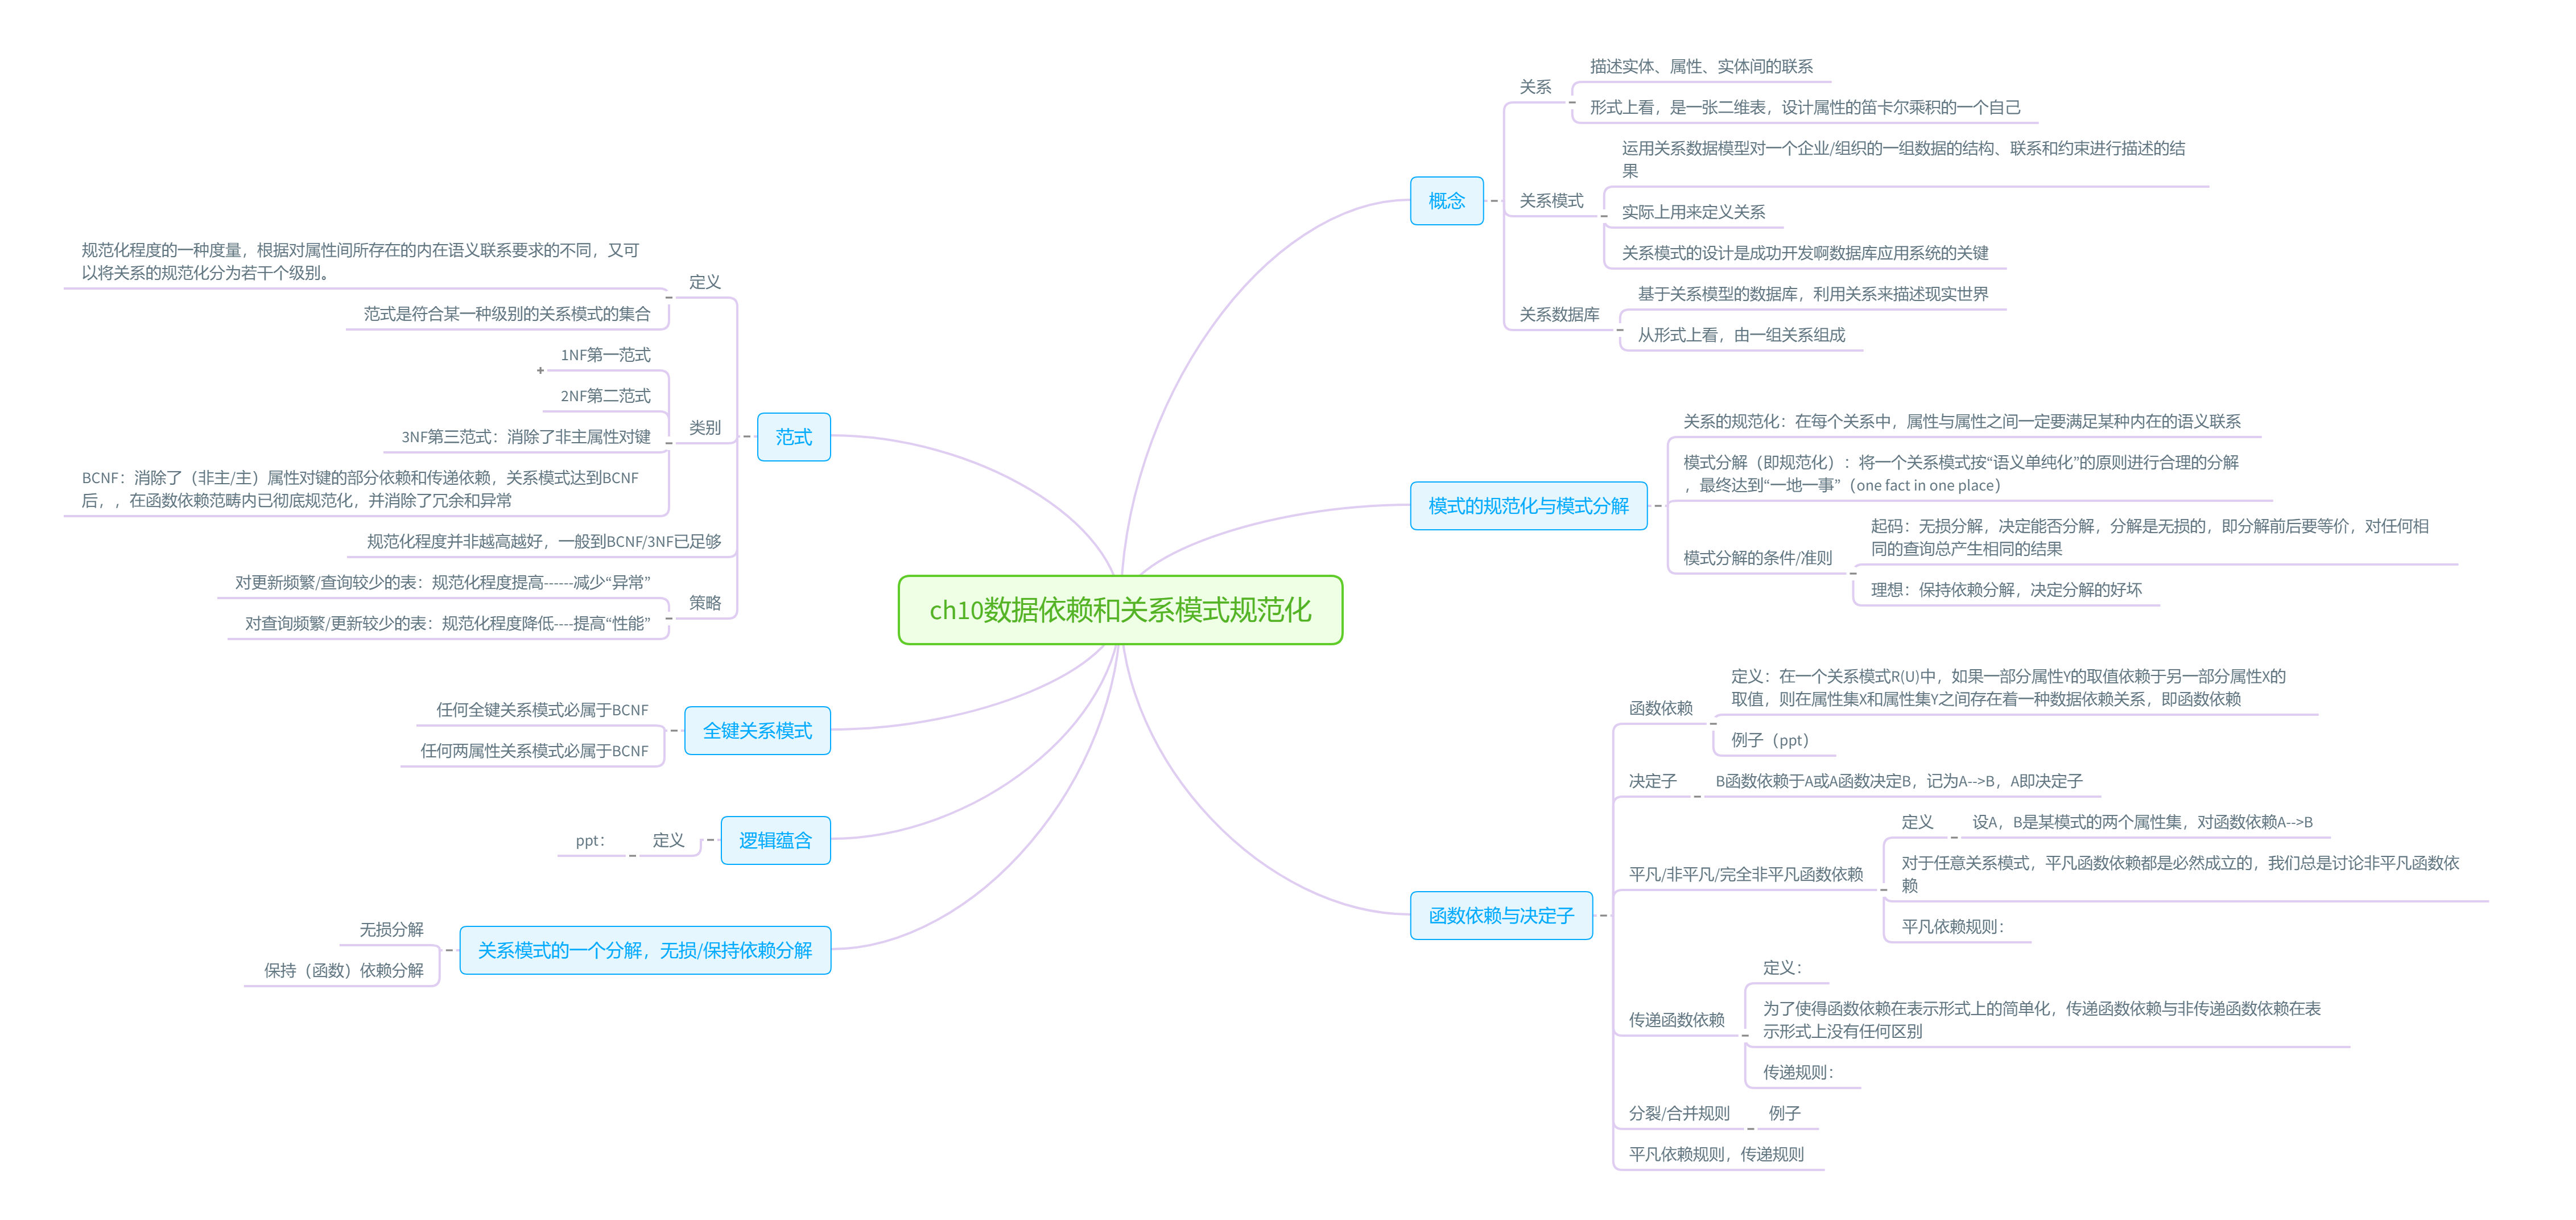 ch10数据依赖和关系模式规范化
概念
关系
描述实体、属性、实体间的联系
形式上看，是一张二维表，设计属性的笛卡尔乘积的一个自己
关系模式
运用关系数据模型对一个企业/组织的一组数据的结构、联系和约束进行描述的结
果
实际上用来定义关系
关系模式的设计是成功开发啊数据库应用系统的关键
关系数据库
基于关系模型的数据库，利用关系来描述现实世界
从形式上看，由一组关系组成
模式的规范化与模式分解
关系的规范化：在每个关系中，属性与属性之间一定要满足某种内在的语义联系
模式分解（即规范化）：将一个关系模式按“语义单纯化”的原则进行合理的分解
，最终达到“一地一事”（one fact in one place）
模式分解的条件/准则
起码：无损分解，决定能否分解，分解是无损的，即分解前后要等价，对任何相
同的查询总产生相同的结果
理想：保持依赖分解，决定分解的好坏
函数依赖与决定子
函数依赖
定义：在一个关系模式R(U)中，如果一部分属性Y的取值依赖于另一部分属性X的
取值，则在属性集X和属性集Y之间存在着一种数据依赖关系，即函数依赖
例子（ppt）
决定子
B函数依赖于A或A函数决定B，记为A-->B，A即决定子
平凡/非平凡/完全非平凡函数依赖
定义
设A，B是某模式的两个属性集，对函数依赖A-->B
对于任意关系模式，平凡函数依赖都是必然成立的，我们总是讨论非平凡函数依
赖
平凡依赖规则：
传递函数依赖
定义：
为了使得函数依赖在表示形式上的简单化，传递函数依赖与非传递函数依赖在表
示形式上没有任何区别
传递规则：
分裂/合并规则
例子
平凡依赖规则，传递规则
范式
定义
规范化程度的一种度量，根据对属性间所存在的内在语义联系要求的不同，又可
以将关系的规范化分为若干个级别。
范式是符合某一种级别的关系模式的集合
类别
1NF第一范式
2NF第二范式
3NF第三范式：消除了非主属性对键
BCNF：消除了（非主/主）属性对键的部分依赖和传递依赖，关系模式达到BCNF
后，，在函数依赖范畴内已彻底规范化，并消除了冗余和异常
规范化程度并非越高越好，一般到BCNF/3NF已足够
策略
对更新频繁/查询较少的表：规范化程度提高------减少“异常”
对查询频繁/更新较少的表：规范化程度降低----提高“性能”
全键关系模式
任何全键关系模式必属于BCNF
任何两属性关系模式必属于BCNF
逻辑蕴含
定义
ppt：
关系模式的一个分解，无损/保持依赖分解
无损分解
保持（函数）依赖分解